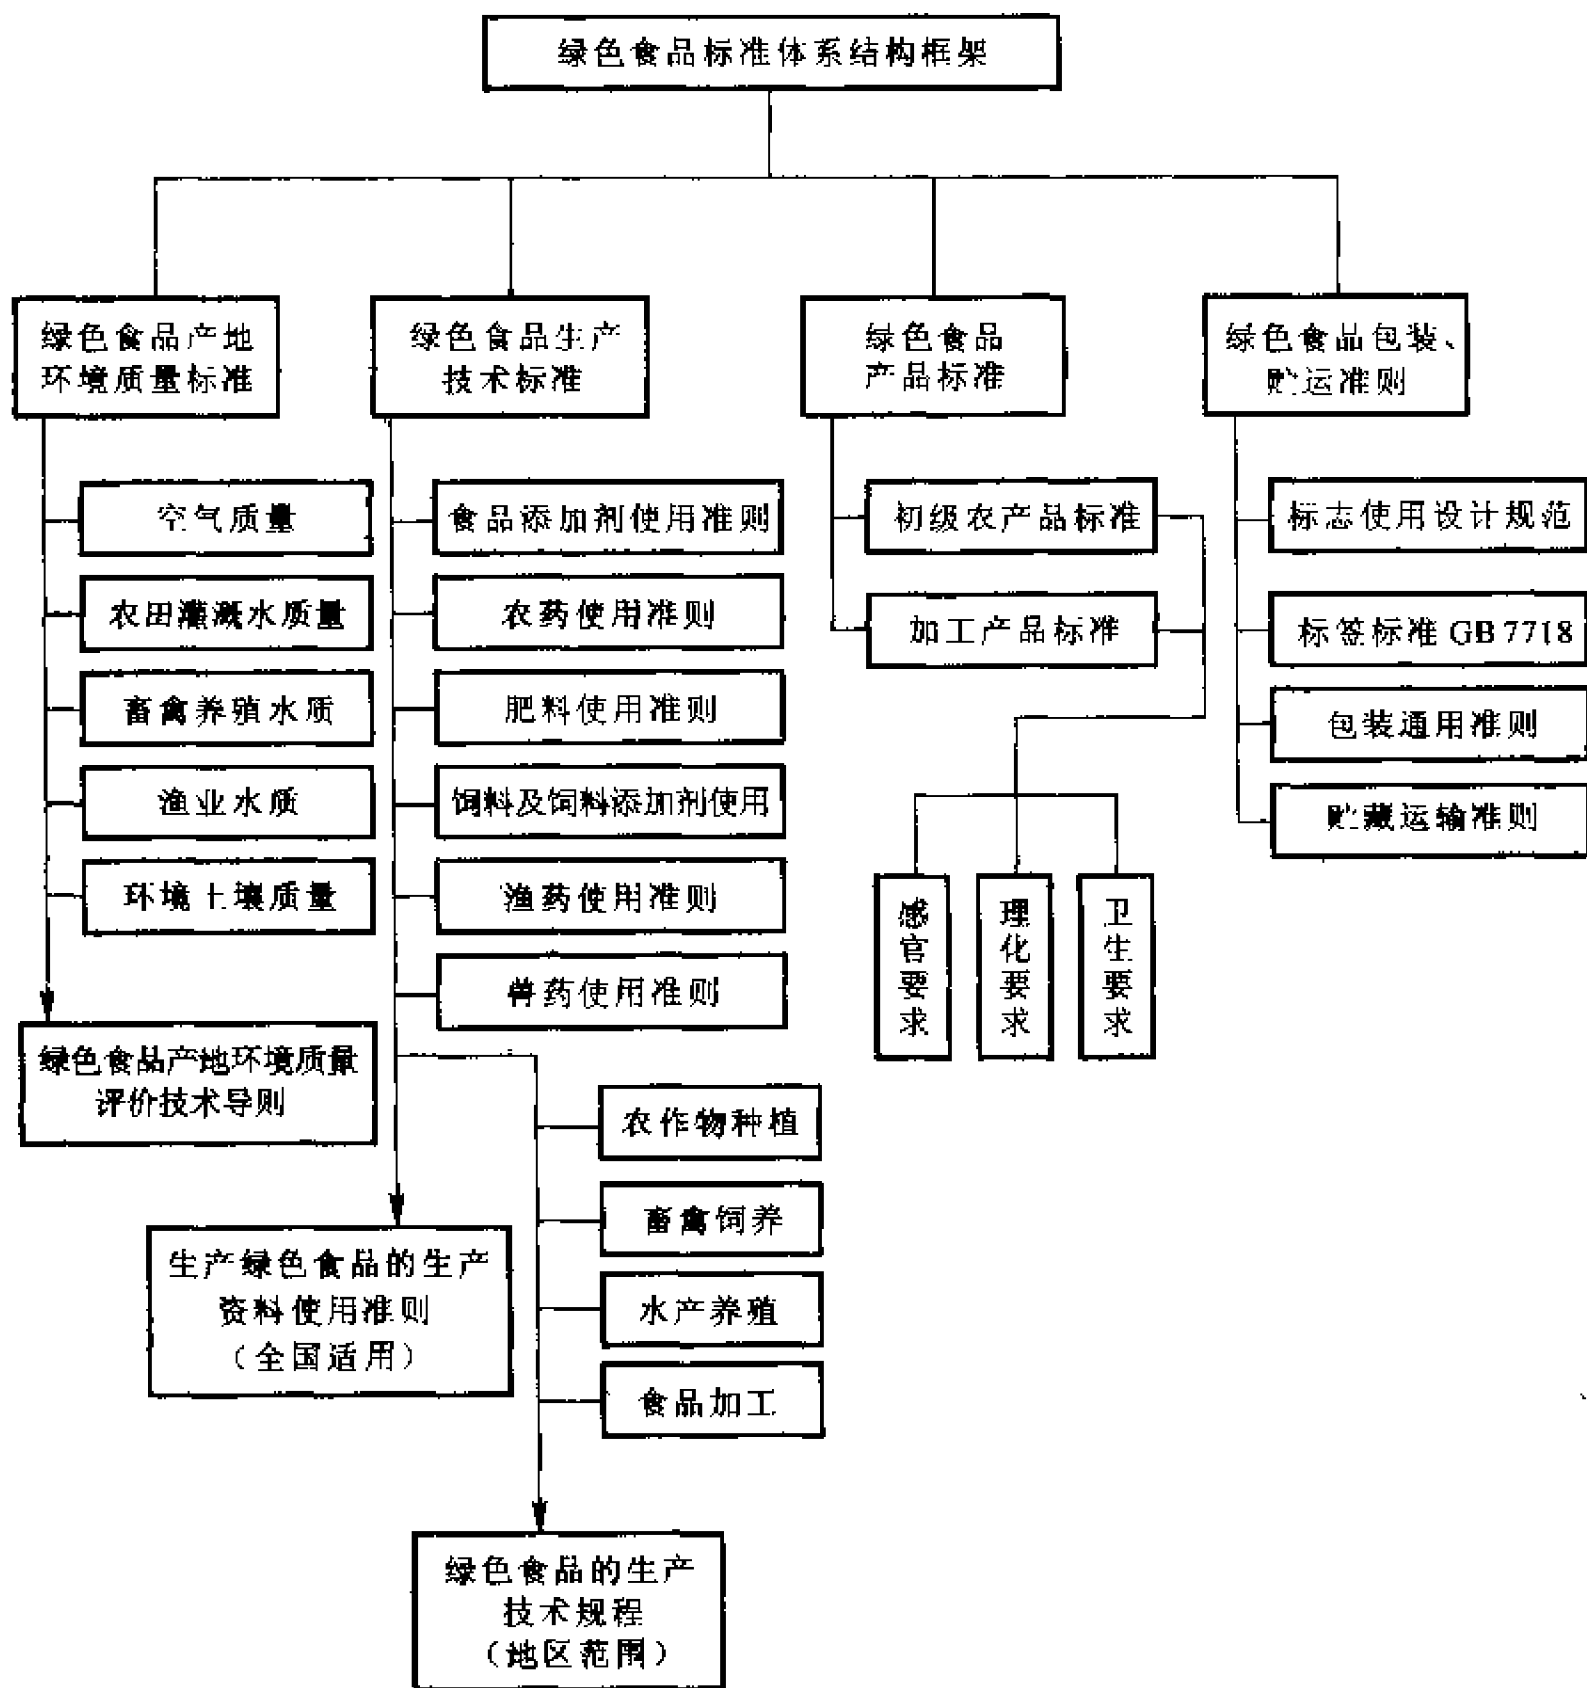 绿色食品标准体系结构框架
绿色食品产地
环境质量标准
绿色食品生产
技术标准
绿色食品
产品标准
绿色食品包装、
贮运准则
空气质量
农田灌溉水质量
畜禽养殖水质
渔业水质
环境土壤质量
绿色食品产地环境质量
评价技术导则
食品添加剂使用准则
农药使用准则
肥料使用准则
饲料及饲料添加剂使用
渔药使用准则
兽药使用准则
生产绿色食品的生产
资料使用准则
（全国适用）
农作物种植
畜禽饲养
水产养殖
食品加工
绿色食品的生产
技术规程
（地区范围）
初级农产品标准
加工产品标准
感官要求
理化要求
卫生要求
标志使用设计规范
标签标准 GB 7718
包装通用准则
贮藏运输准则